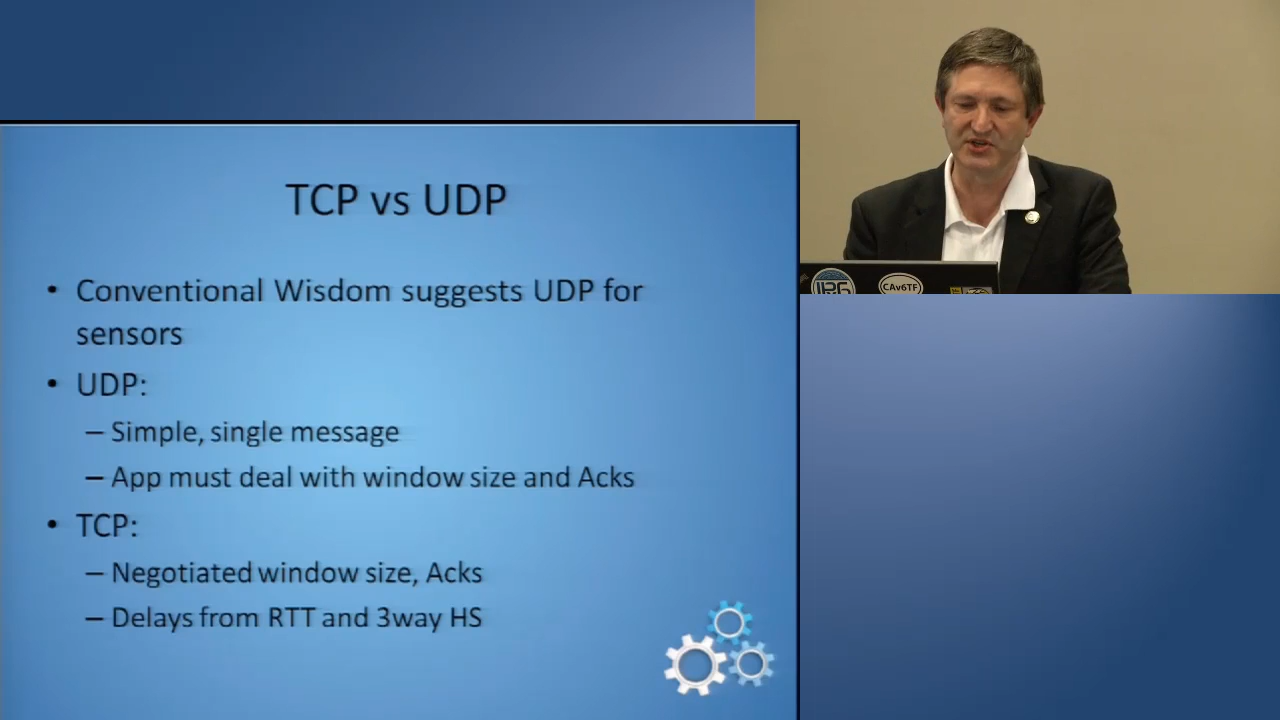 TCP vs UDP
• Conventional Wisdom suggests UDP for
sensors
• UDP:
– Simple, single message
– App must deal with window size and Acks
• TCP:
– Negotiated window size, Acks
– Delays from RTT and 3way HS
CAv6TF